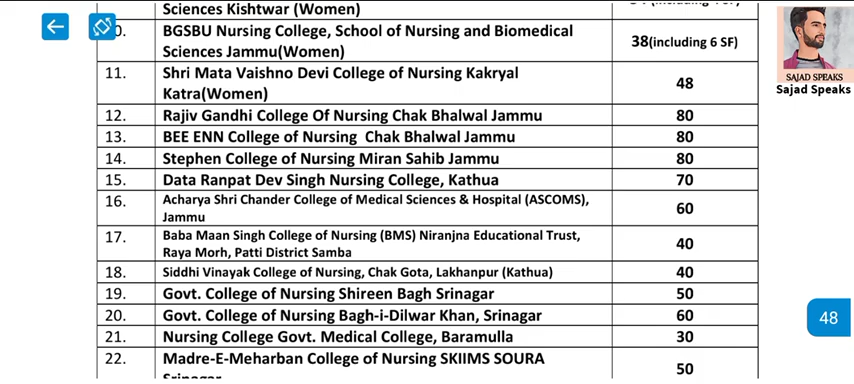 Sciences Kishtwar (Women)
BGSBU Nursing College, School of Nursing and Biomedical
Sciences Jammu(Women)
38(including 6 SF)
11.
Shri Mata Vaishno Devi College of Nursing Kakryal
Katra(Women)
48
12. Rajiv Gandhi College Of Nursing Chak Bhalwal Jammu 80
13. BEE ENN College of Nursing Chak Bhalwal Jammu 80
14. Stephen College of Nursing Miran Sahib Jammu 80
15. Data Ranpat Dev Singh Nursing College, Kathua 70
16. Acharya Shri Chander College of Medical Sciences & Hospital (ASCOMS),
Jammu
60
17. Baba Maan Singh College of Nursing (BMS) Niranjna Educational Trust,
Raya Morh, Patti District Samba
40
18. Siddhi Vinayak College of Nursing, Chak Gota, Lakhanpur (Kathua) 40
19. Govt. College of Nursing Shireen Bagh Srinagar 50
20. Govt. College of Nursing Bagh-i-Dilwar Khan, Srinagar 60
21. Nursing College Govt. Medical College, Baramulla 30
22. Madre-E-Meharban College of Nursing SKIIMS SOURA
50
SAJAD SPEAKS
Sajad Speaks
48